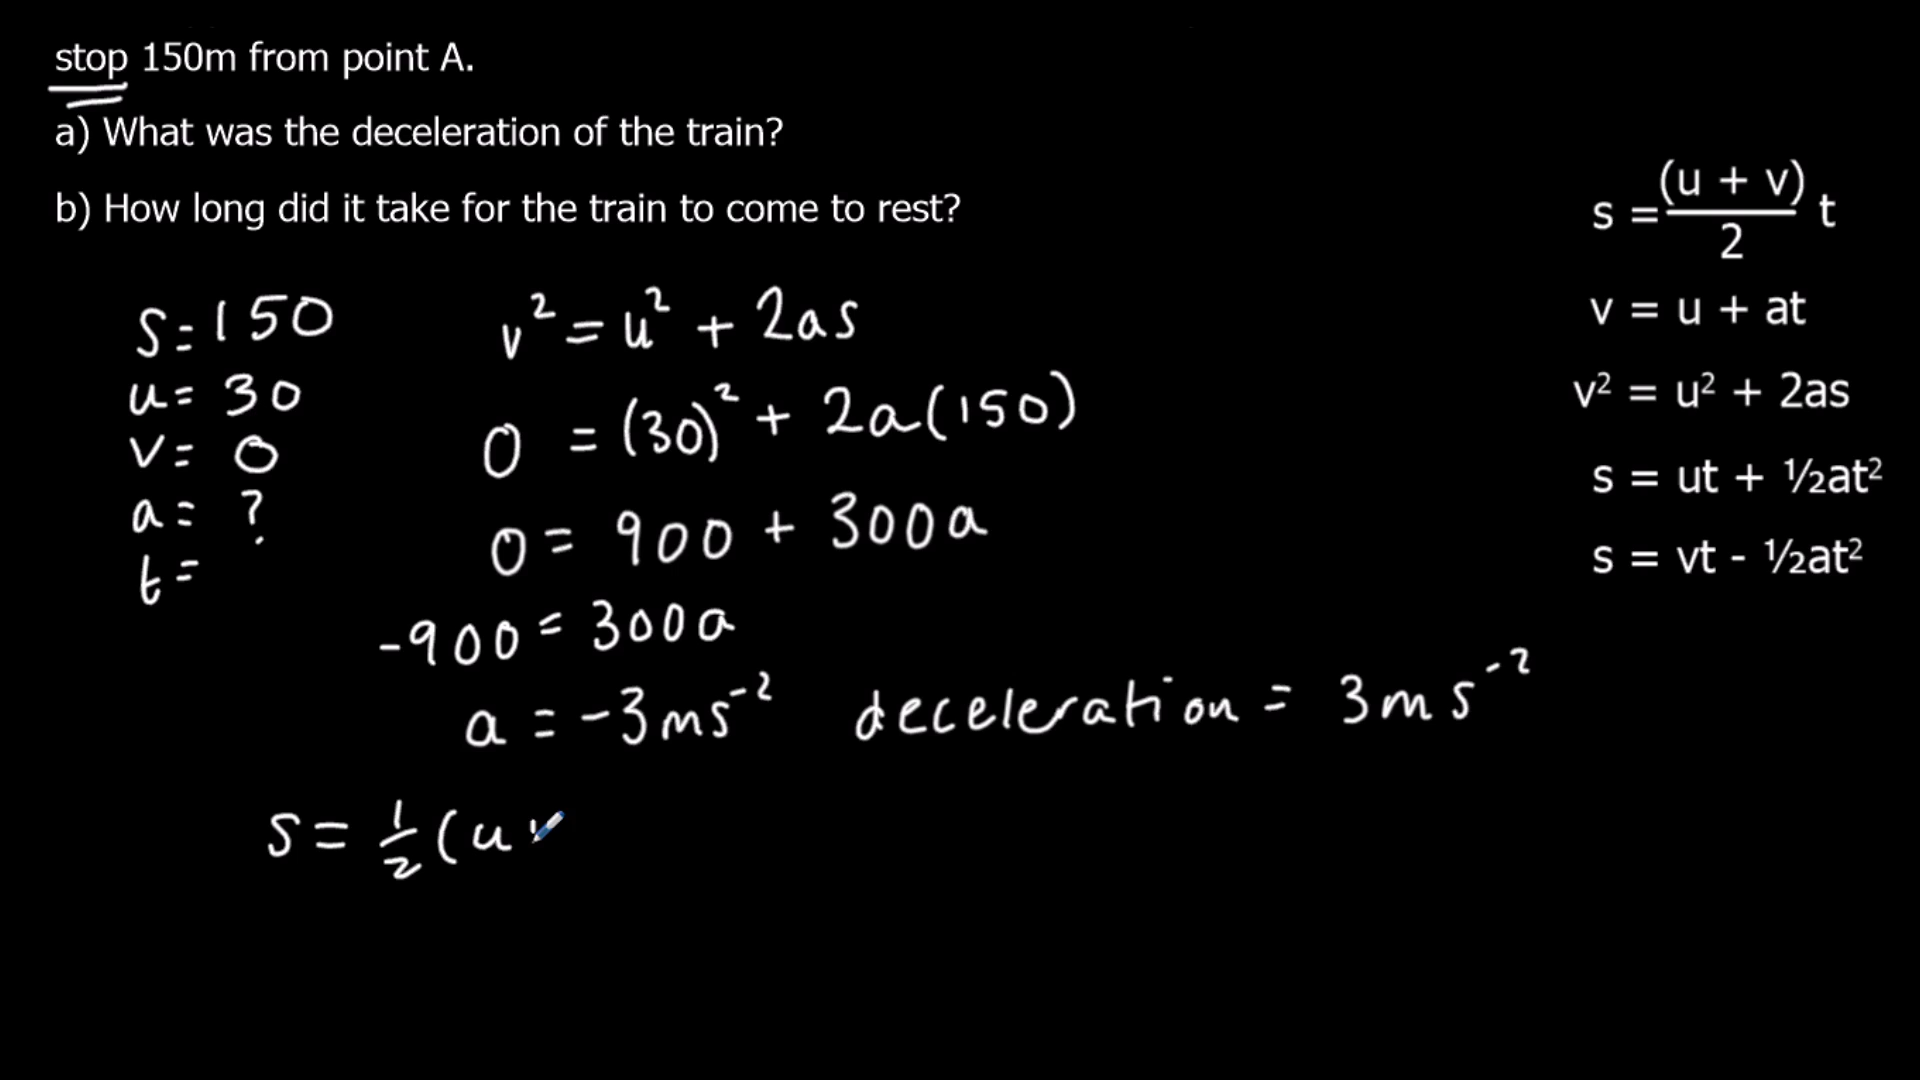 stop 150m from point A.
a) What was the deceleration of the train?
b) How long did it take for the train to come to rest?
s = (u + v)/2 t
v = u + at
v² = u² + 2as
s = ut + ½at²
s = vt - ½at²
s = 150
u = 30
v = 0
a = ?
t =
v² = u² + 2as
0 = (30)² + 2a(150)
0 = 900 + 300a
-900 = 300a
a = -3ms⁻² deceleration = 3ms⁻²
s = ½(u